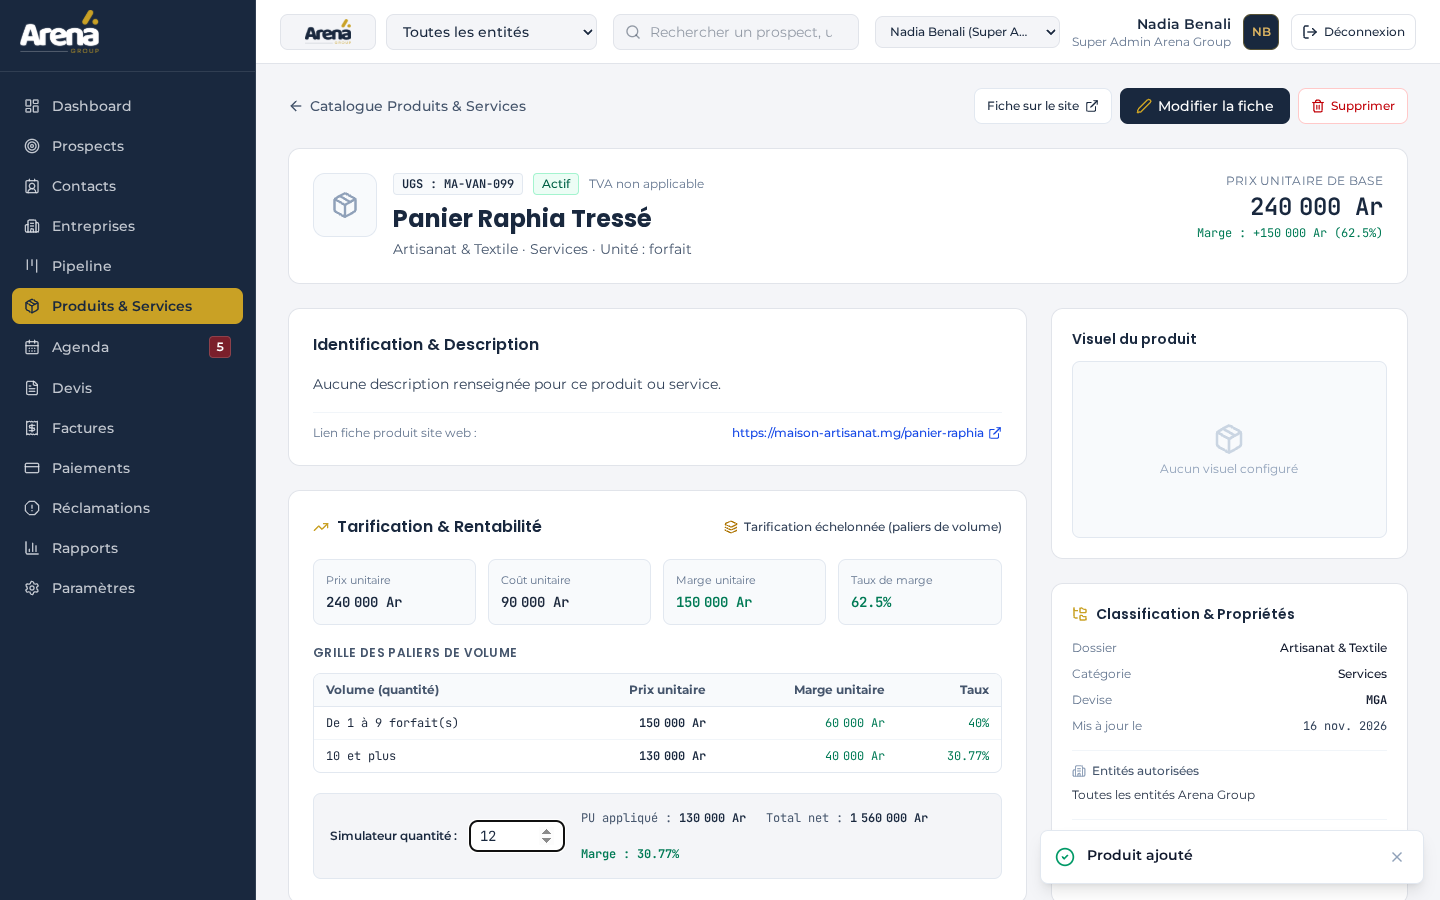 Arena
GROUP
Dashboard
Prospects
Contacts
Entreprises
Pipeline
Produits & Services
Agenda 5
Devis
Factures
Paiements
Réclamations
Rapports
Paramètres
Arena
Toutes les entités
Rechercher un prospect, u
Nadia Benali (Super A...
Nadia Benali
Super Admin Arena Group
NB
Déconnexion
Catalogue Produits & Services
Fiche sur le site
Modifier la fiche
Supprimer
UGS : MA-VAN-099 Actif TVA non applicable
Panier Raphia Tressé
Artisanat & Textile · Services · Unité : forfait
PRIX UNITAIRE DE BASE
240 000 Ar
Marge : +150 000 Ar (62.5%)
Identification & Description
Aucune description renseignée pour ce produit ou service.
Lien fiche produit site web : https://maison-artisanat.mg/panier-raphia
Tarification & Rentabilité Tarification échelonnée (paliers de volume)
Prix unitaire
240 000 Ar
Coût unitaire
90 000 Ar
Marge unitaire
150 000 Ar
Taux de marge
62.5%
GRILLE DES PALIERS DE VOLUME
Volume (quantité) Prix unitaire Marge unitaire Taux
De 1 à 9 forfait(s) 150 000 Ar 60 000 Ar 40%
10 et plus 130 000 Ar 40 000 Ar 30.77%
Simulateur quantité : 12
PU appliqué : 130 000 Ar Total net : 1 560 000 Ar
Marge : 30.77%
Visuel du produit
Aucun visuel configuré
Classification & Propriétés
Dossier Artisanat & Textile
Catégorie Services
Devise MGA
Mis à jour le 16 nov. 2026
Entités autorisées
Toutes les entités Arena Group
Produit ajouté